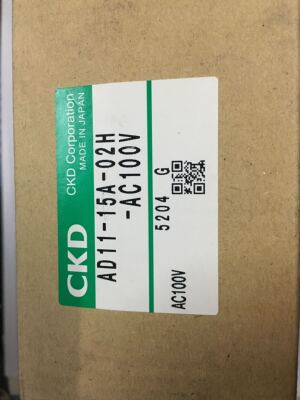 CKD
CKD Corporation
MADE IN JAPAN
AD11-15A-02H
-AC100V
5204 G
AC100V